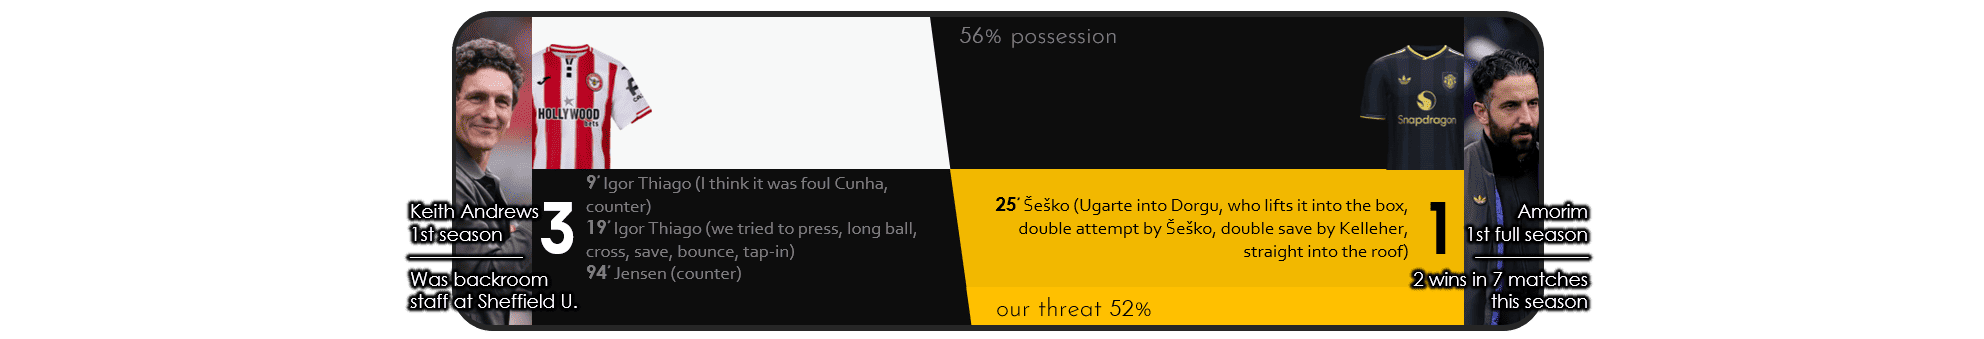 56% possession
HOLLYWOOD
bets
Snapdragon
Keith Andrews
1st season
Was backroom
staff at Sheffield U.
3
9' Igor Thiago (I think it was foul Cunha,
counter)
19' Igor Thiago (we tried to press, long ball,
cross, save, bounce, tap-in)
94' Jensen (counter)
25' Šeško (Ugarte into Dorgu, who lifts it into the box,
double attempt by Šeško, double save by Kelleher,
straight into the roof)
1
our threat 52%
Amorim
1st full season
2 wins in 7 matches
this season